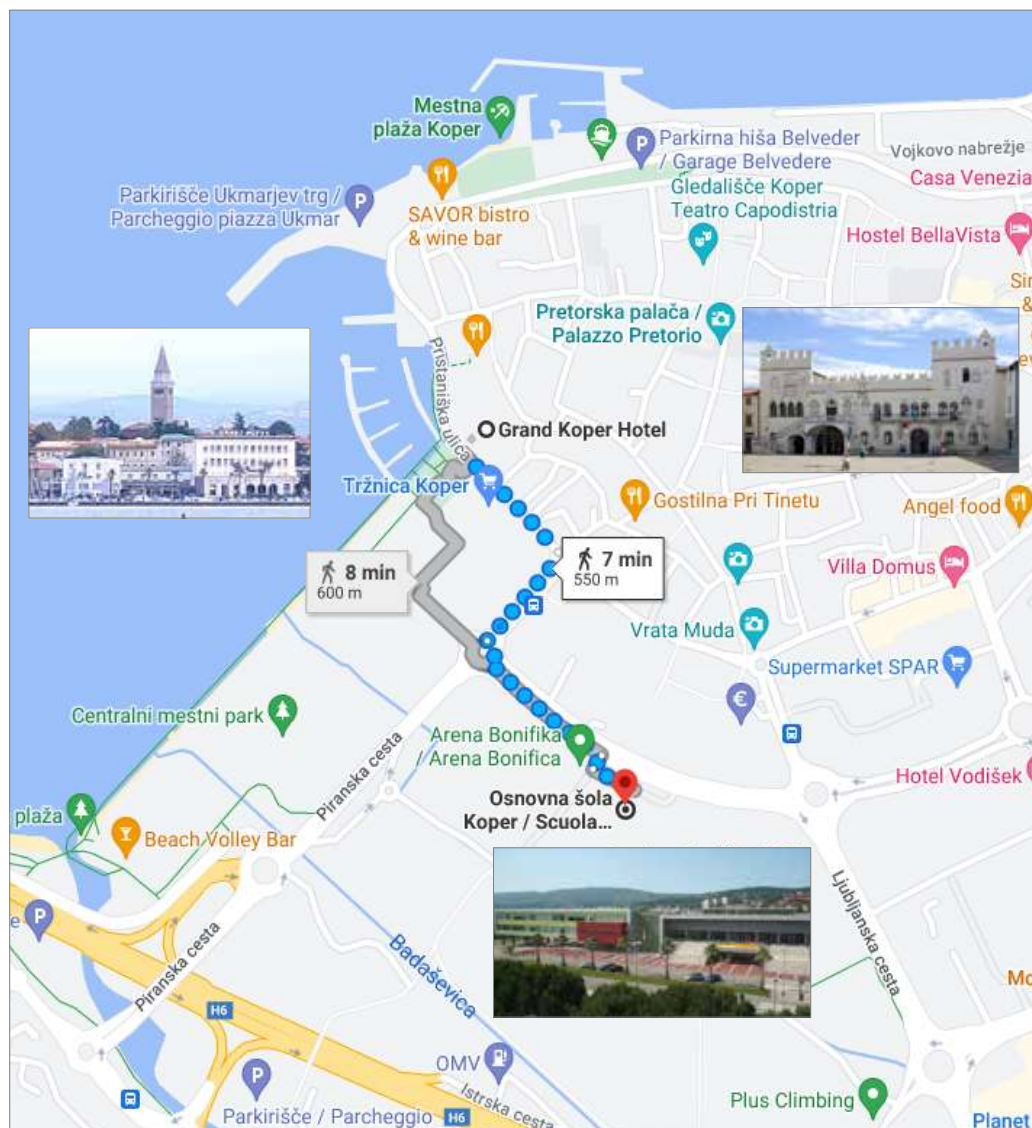 Mestna
plaža Koper
Parkirna hiša Belveder
/ Garage Belvedere
Vojkovo nabrežje
Casa Venezia
Parkirišče Ukmarjev trg /
Parcheggio piazza Ukmar
SAVOR bistro
& wine bar
Gledališče Koper
Teatro Capodistria
Hostel BellaVista
Pretorska palača /
Palazzo Pretorio
Pristaniška ulica
Grand Koper Hotel
Tržnica Koper
Gostilna Pri Tinetu
Angel food
8 min
600 m
7 min
550 m
Villa Domus
Vrata Muda
Supermarket SPAR
€
Centralni mestni park
Piranska cesta
Arena Bonifika
/ Arena Bonifica
Hotel Vodišek
Osnovna šola
Koper / Scuola...
plaža
Beach Volley Bar
Ljubljanska cesta
P
Piranska cesta
Badaševica
H6
OMV
Istrska cesta
Parkirišče / Parcheggio
H6
Plus Climbing
Planet